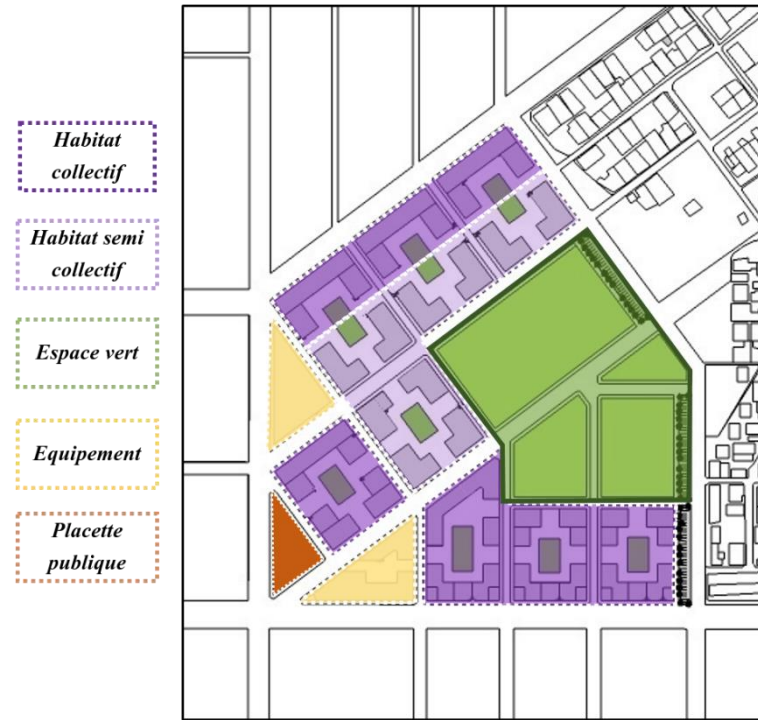 Habitat
collectif
Habitat semi
collectif
Espace vert
Equipement
Placette
publique